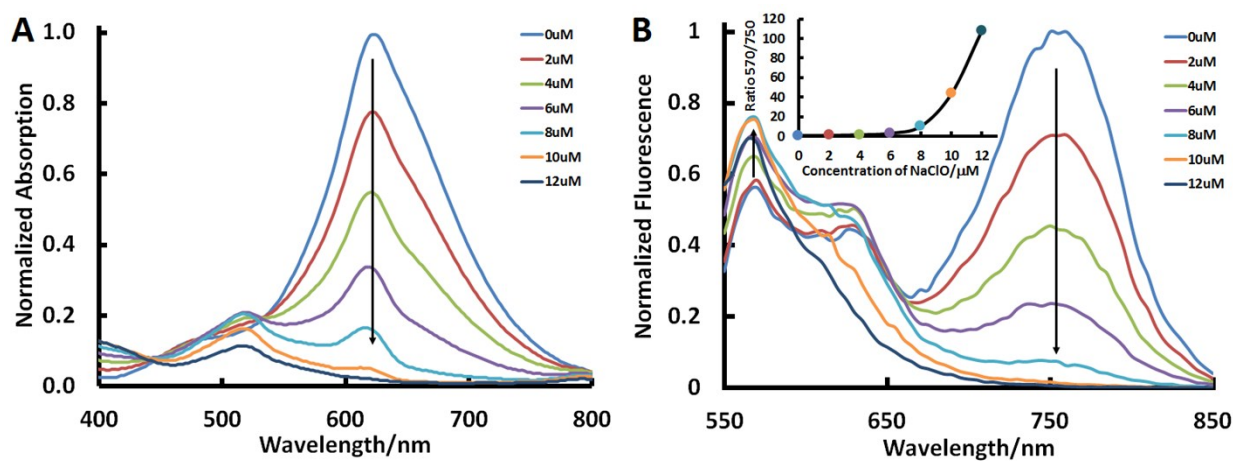 A
Normalized Absorption
1.0
0.8
0.6
0.4
0.2
0.0
400
500
600
700
800
Wavelength/nm
0uM
2uM
4uM
6uM
8uM
10uM
12uM
B
Normalized Fluorescence
1
0.8
0.6
0.4
0.2
0
550
650
750
850
Wavelength/nm
Ratio 570/750
120
100
80
60
40
20
0
0
2
4
6
8
10
12
Concentration of NaClO/μM
0uM
2uM
4uM
6uM
8uM
10uM
12uM